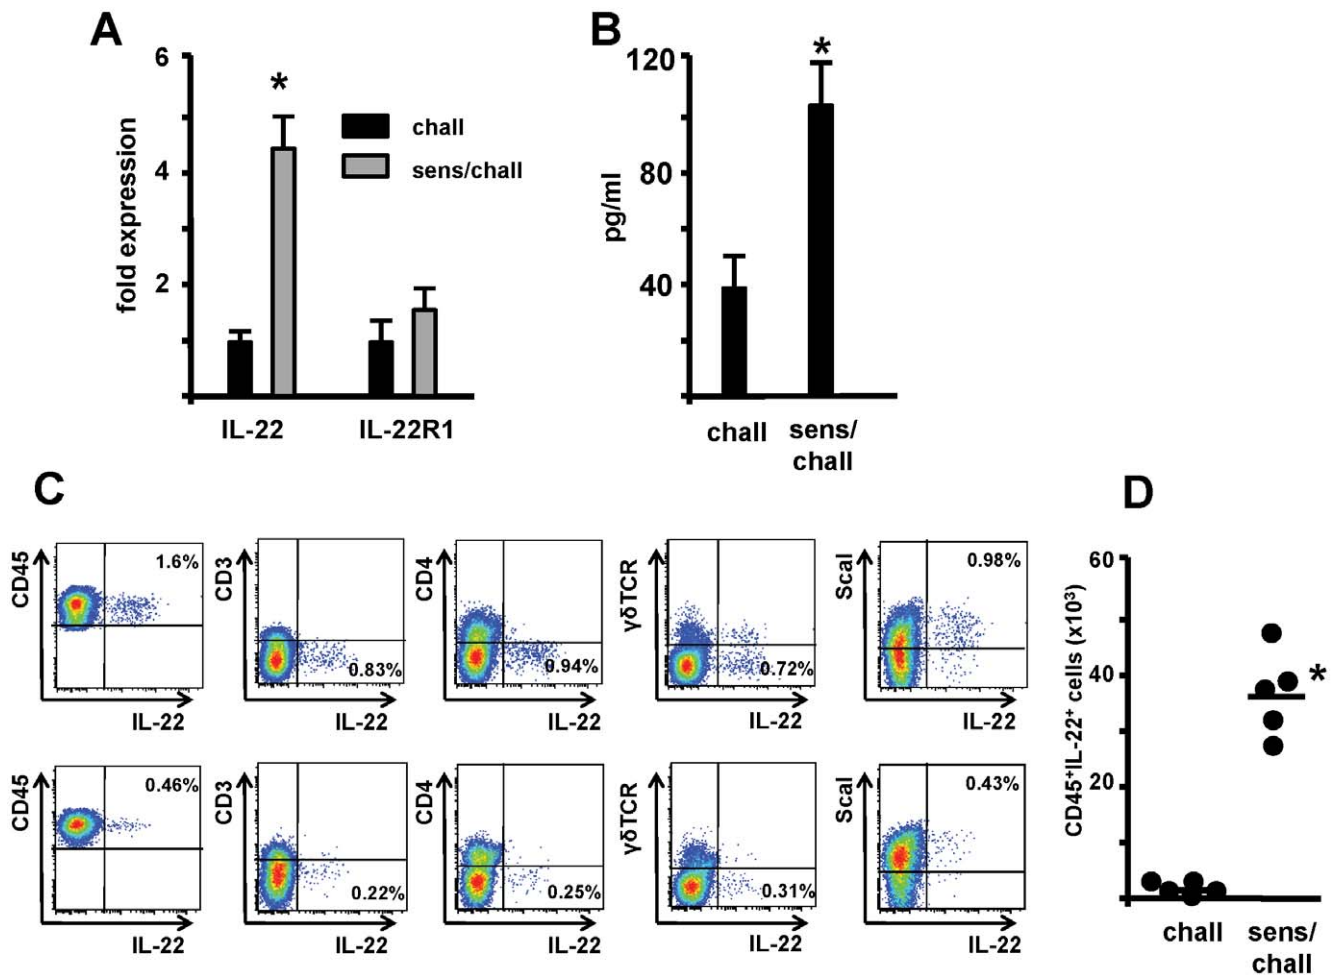 A
6
4
2
fold expression
*
chall
sens/chall
IL-22
IL-22R1
B
120
80
40
pg/ml
*
chall
sens/
chall
C
CD45
1.6%
IL-22
CD3
0.83%
IL-22
CD4
0.94%
IL-22
γδTCR
0.72%
IL-22
ScaI
0.98%
IL-22
CD45
0.46%
IL-22
CD3
0.22%
IL-22
CD4
0.25%
IL-22
γδTCR
0.31%
IL-22
ScaI
0.43%
IL-22
D
60
40
20
CD45⁺IL-22⁺ cells (x10³)
*
chall
sens/
chall